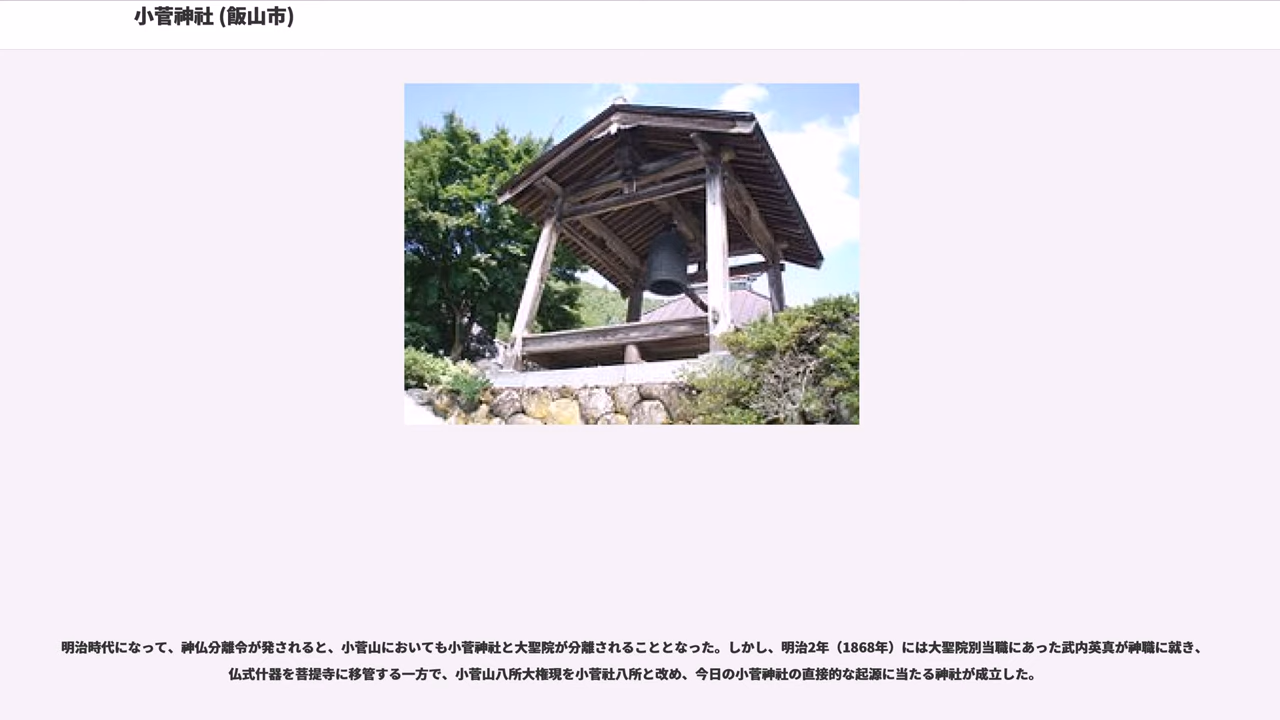 小菅神社 (飯山市)
明治時代になって、神仏分離令が発されると、小菅山においても小菅神社と大聖院が分離されることとなった。しかし、明治2年（1868年）には大聖院別当職にあった武内英真が神職に就き、
仏式什器を菩提寺に移管する一方で、小菅山八所大権現を小菅社八所と改め、今日の小菅神社の直接的な起源に当たる神社が成立した。